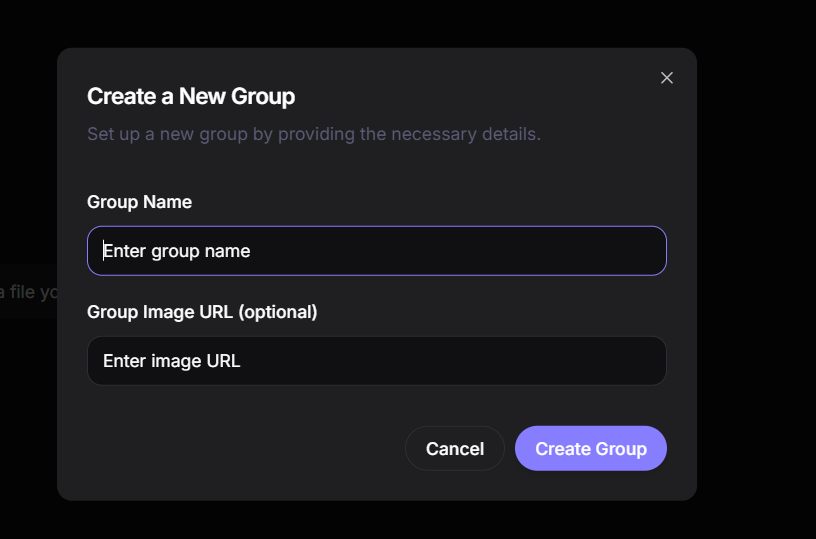 Create a New Group
Set up a new group by providing the necessary details.
Group Name
Enter group name
a file yo
Group Image URL (optional)
Enter image URL
Cancel
Create Group